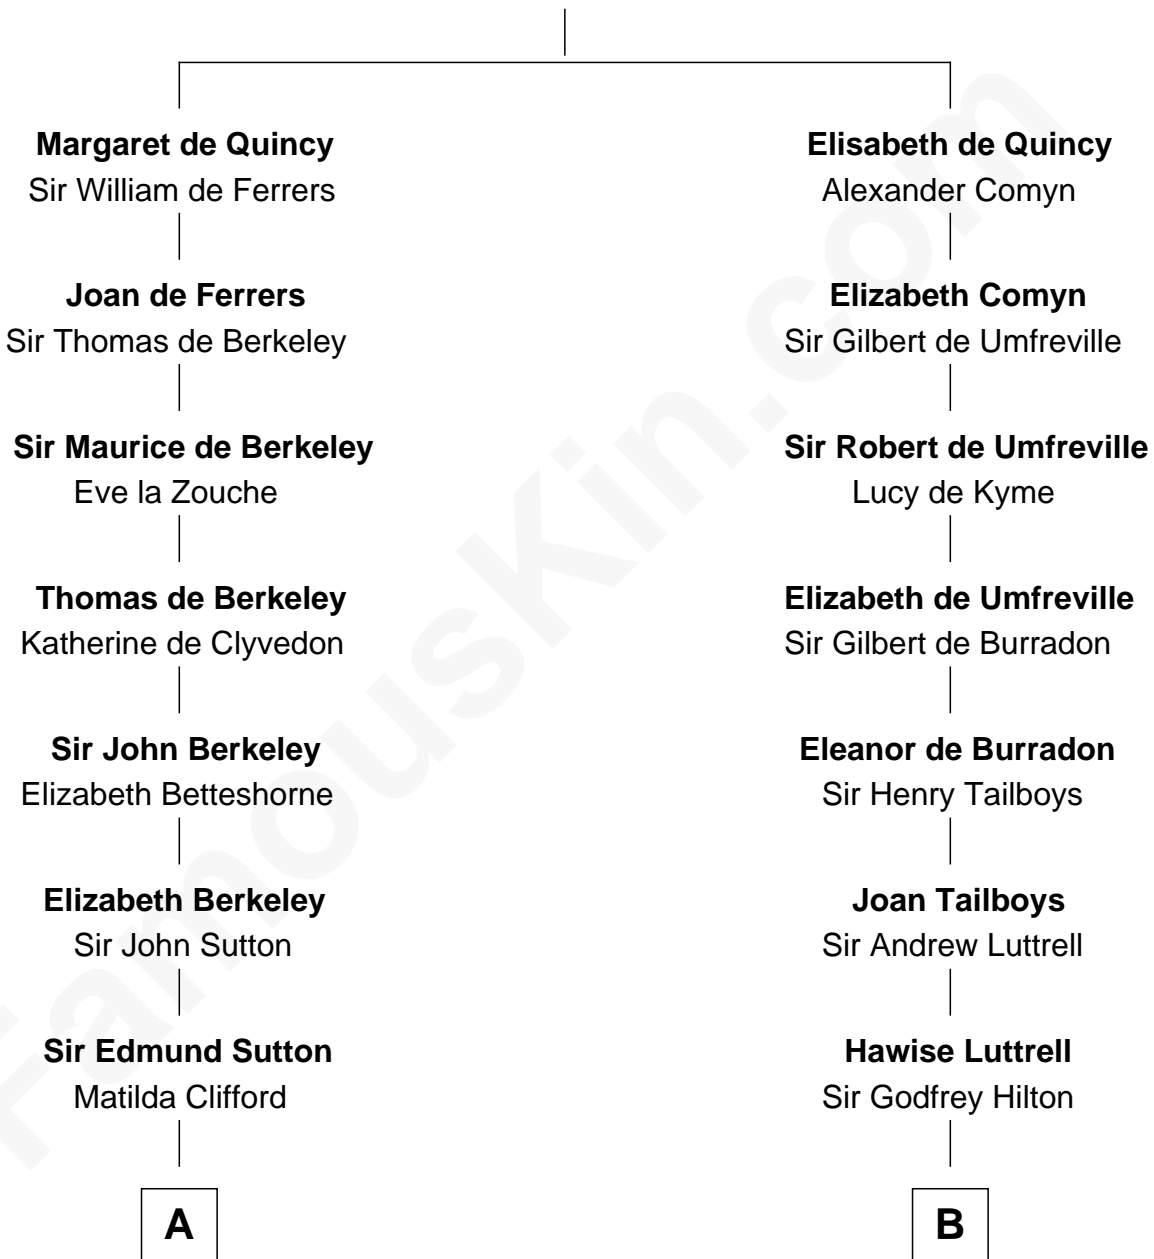 Margaret de Quincy
Sir William de Ferrers
Joan de Ferrers
Sir Thomas de Berkeley
Sir Maurice de Berkeley
Eve la Zouche
Thomas de Berkeley
Katherine de Clyvedon
Sir John Berkeley
Elizabeth Betteshorne
Elizabeth Berkeley
Sir John Sutton
Sir Edmund Sutton
Matilda Clifford
A
Elisabeth de Quincy
Alexander Comyn
Elizabeth Comyn
Sir Gilbert de Umfreville
Sir Robert de Umfreville
Lucy de Kyme
Elizabeth de Umfreville
Sir Gilbert de Burradon
Eleanor de Burradon
Sir Henry Tailboys
Joan Tailboys
Sir Andrew Luttrell
Hawise Luttrell
Sir Godfrey Hilton
B
FamousKin.com